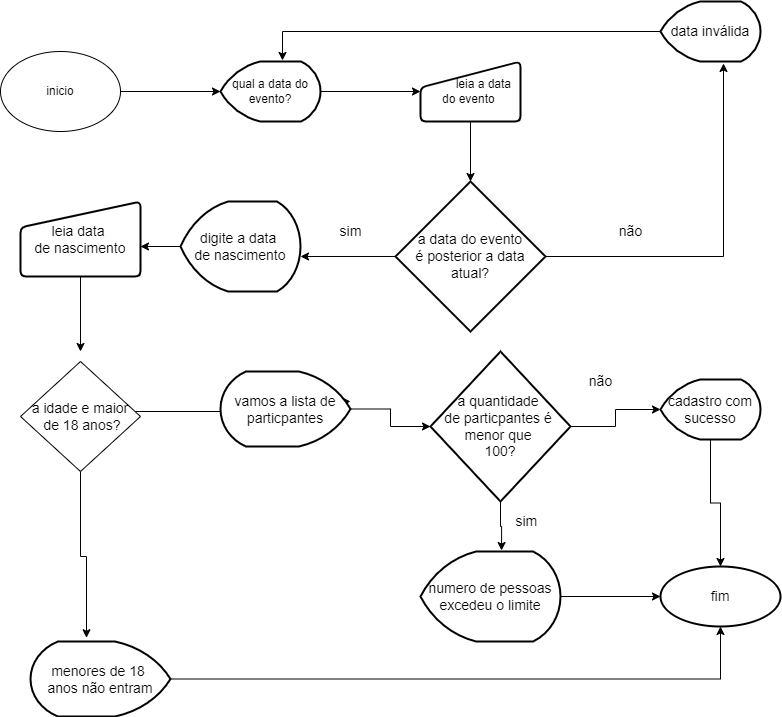 data inválida
inicio
qual a data do
evento?
leia a data
do evento
leia data
de nascimento
digite a data
de nascimento
sim
a data do evento
é posterior a data
atual?
não
a idade e maior
de 18 anos?
vamos a lista de
particpantes
a quantidade
de particpantes é
menor que
100?
não
cadastro com
sucesso
sim
numero de pessoas
excedeu o limite
fim
menores de 18
anos não entram